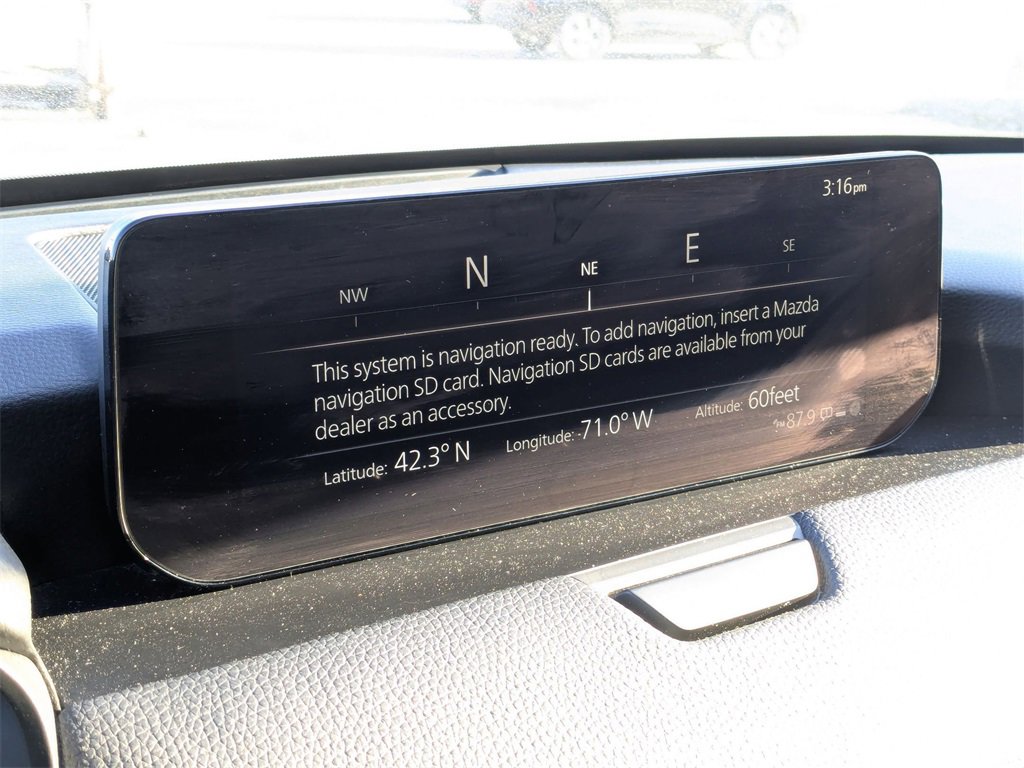 3:16pm
NW N NE E SE
This system is navigation ready. To add navigation, insert a Mazda
navigation SD card. Navigation SD cards are available from your
dealer as an accessory.
Latitude: 42.3° N Longitude: -71.0° W Altitude: 60feet
FM 87.9